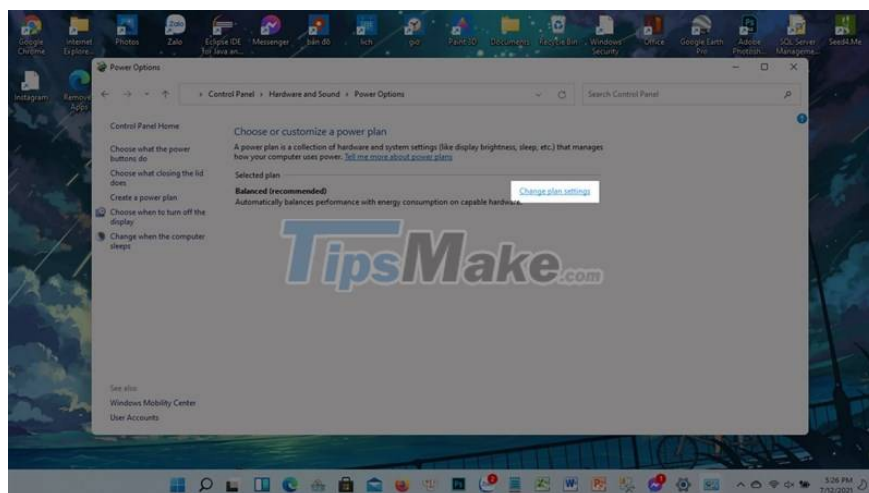 Google
Chrome
Internet
Explore...
Photos
Zalo
Eclipse IDE
for Java an...
Messenger
bản đồ
lịch
giờ
Paint 3D
Documents
Recycle Bin
Windows
Security
Office
Google Earth
Pro
Adobe
Photosh...
SQL Server
Manageme...
Seed4.Me
Instagram
Remove
Apps
Power Options
Control Panel > Hardware and Sound > Power Options
Search Control Panel
Control Panel Home
Choose what the power
buttons do
Choose what closing the lid
does
Create a power plan
Choose when to turn off the
display
Change when the computer
sleeps
Choose or customize a power plan
A power plan is a collection of hardware and system settings (like display brightness, sleep, etc.) that manages
how your computer uses power. Tell me more about power plans
Selected plan
Balanced (recommended)
Change plan settings
Automatically balances performance with energy consumption on capable hardware.
TipsMake.com
See also
Windows Mobility Center
User Accounts
5:26 PM
7/12/2021